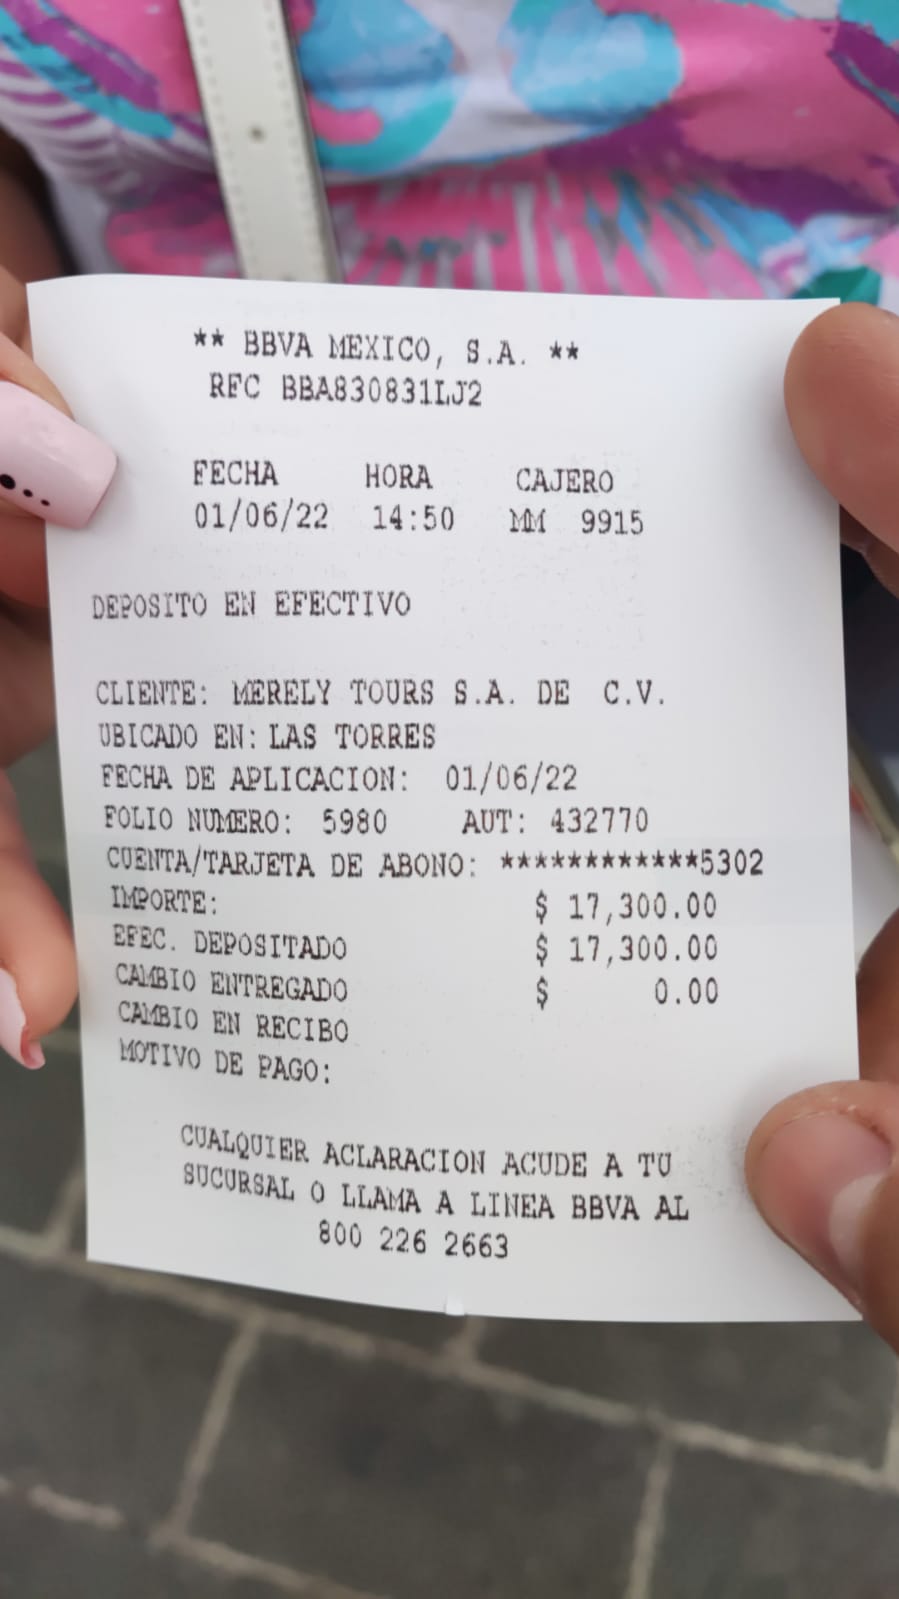 ** BBVA MEXICO, S.A. **
RFC BBA830831LJ2
FECHA HORA CAJERO
01/06/22 14:50 MM 9915
DEPOSITO EN EFECTIVO
CLIENTE: MERELY TOURS S.A. DE C.V.
UBICADO EN: LAS TORRES
FECHA DE APLICACION: 01/06/22
FOLIO NUMERO: 5980 AUT: 432770
CUENTA/TARJETA DE ABONO: ************5302
IMPORTE: $ 17,300.00
EFEC. DEPOSITADO $ 17,300.00
CAMBIO ENTREGADO $ 0.00
CAMBIO EN RECIBO
MOTIVO DE PAGO:
CUALQUIER ACLARACION ACUDE A TU
SUCURSAL O LLAMA A LINEA BBVA AL
800 226 2663